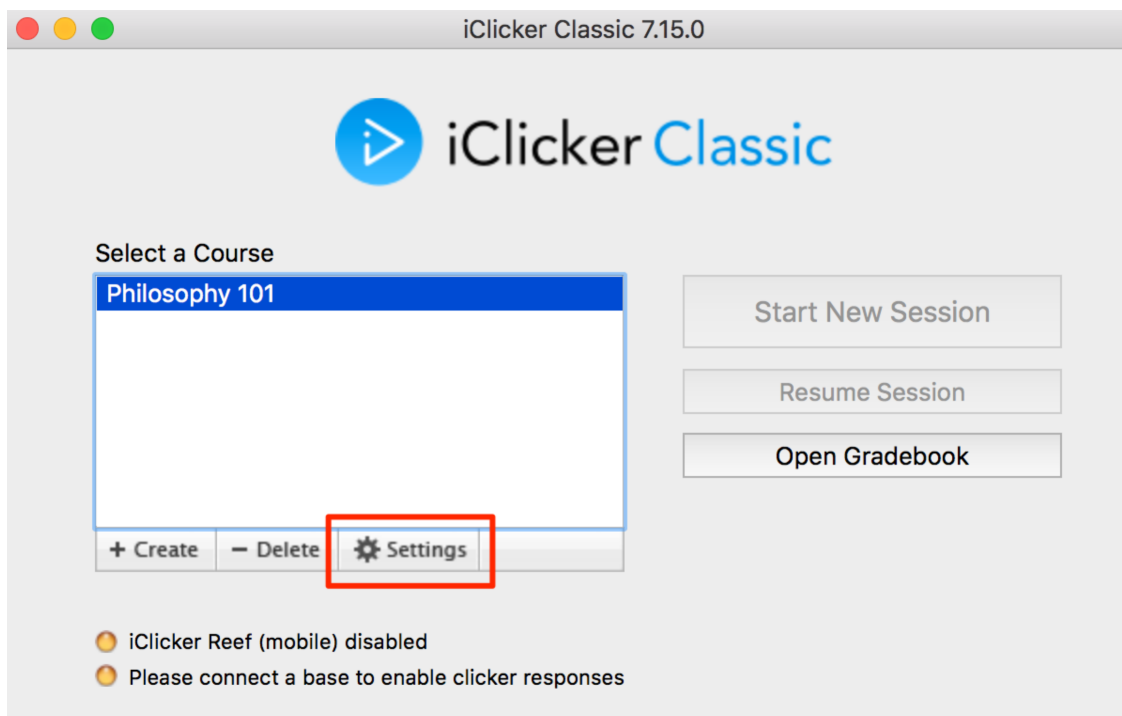 iClicker Classic 7.15.0
iClicker Classic
Select a Course
Philosophy 101
Start New Session
Resume Session
Open Gradebook
+ Create − Delete Settings
iClicker Reef (mobile) disabled
Please connect a base to enable clicker responses